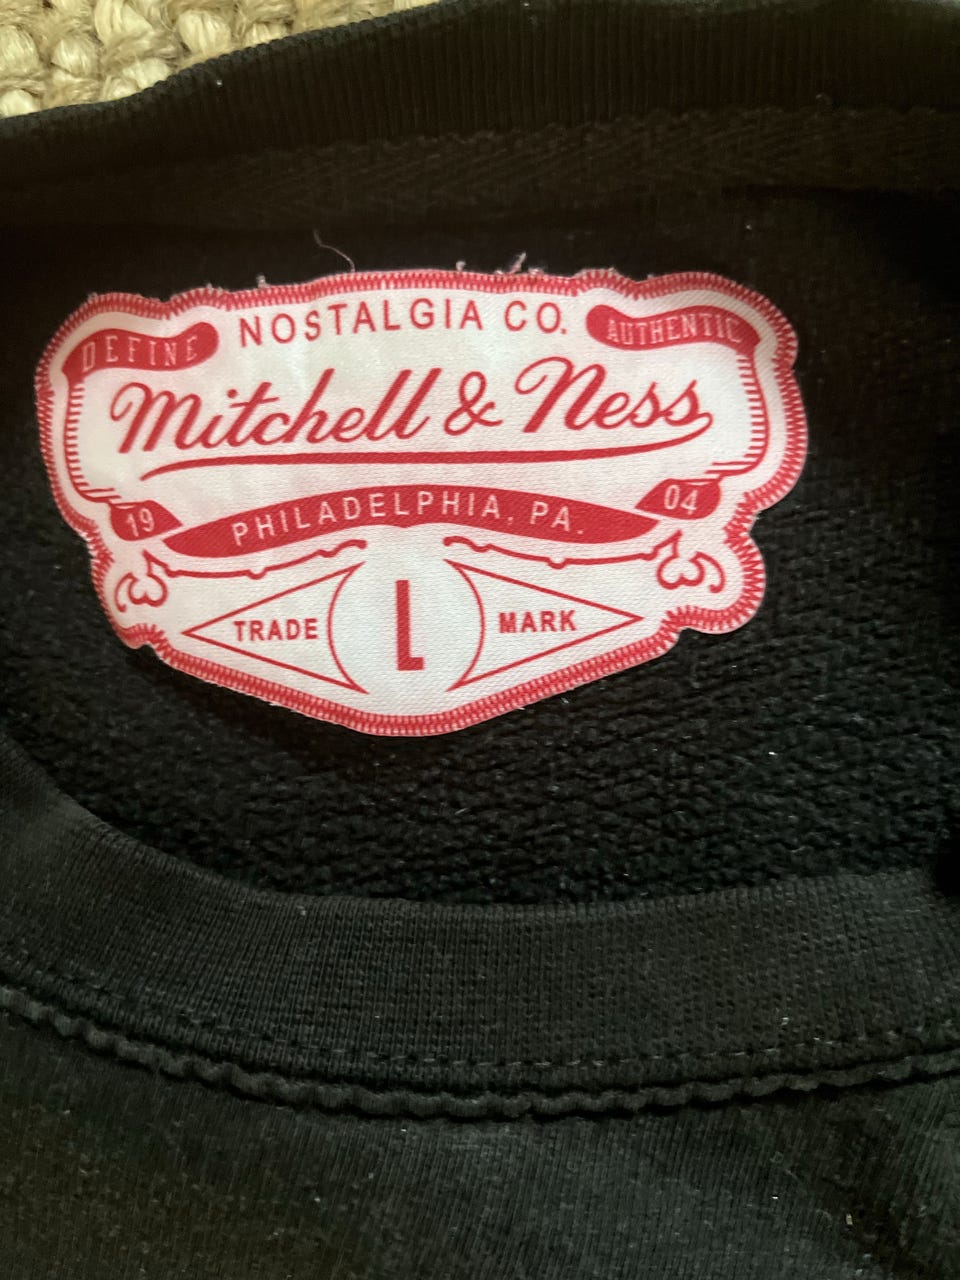 NOSTALGIA CO.
DEFINE AUTHENTIC
Mitchell & Ness
19 PHILADELPHIA, PA. 04
TRADE L MARK